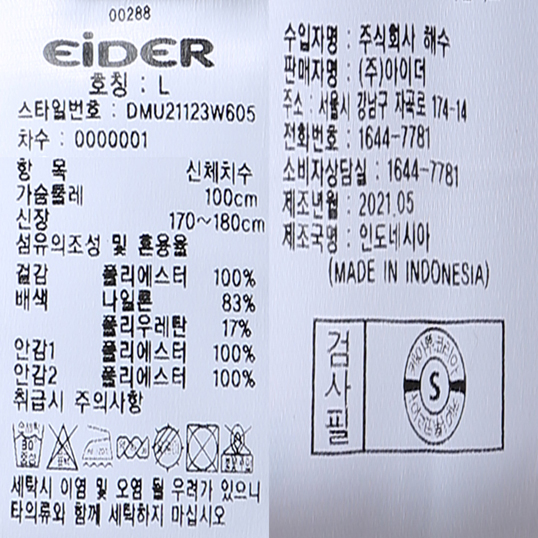 00288
EiDER
호칭 : L
스타일번호 : DMU21123W605
차수 : 0000001
항 목 신체치수
가슴둘레 100cm
신장 170~180cm
섬유의조성 및 혼용율
겉감 폴리에스터 100%
배색 나일론 83%
폴리우레탄 17%
안감1 폴리에스터 100%
안감2 폴리에스터 100%
취급시 주의사항
30
중성
세탁시 이염 및 오염 될 우려가 있으니
타의류와 함께 세탁하지 마십시오
수입자명 : 주식회사 해수
판매자명 : (주)아이더
주소 : 서울시 강남구 자곡로 174-14
전화번호 : 1644-7781
소비자상담실 : 1644-7781
제조년월 : 2021.05
제조국명 : 인도네시아
(MADE IN INDONESIA)
검사필
S